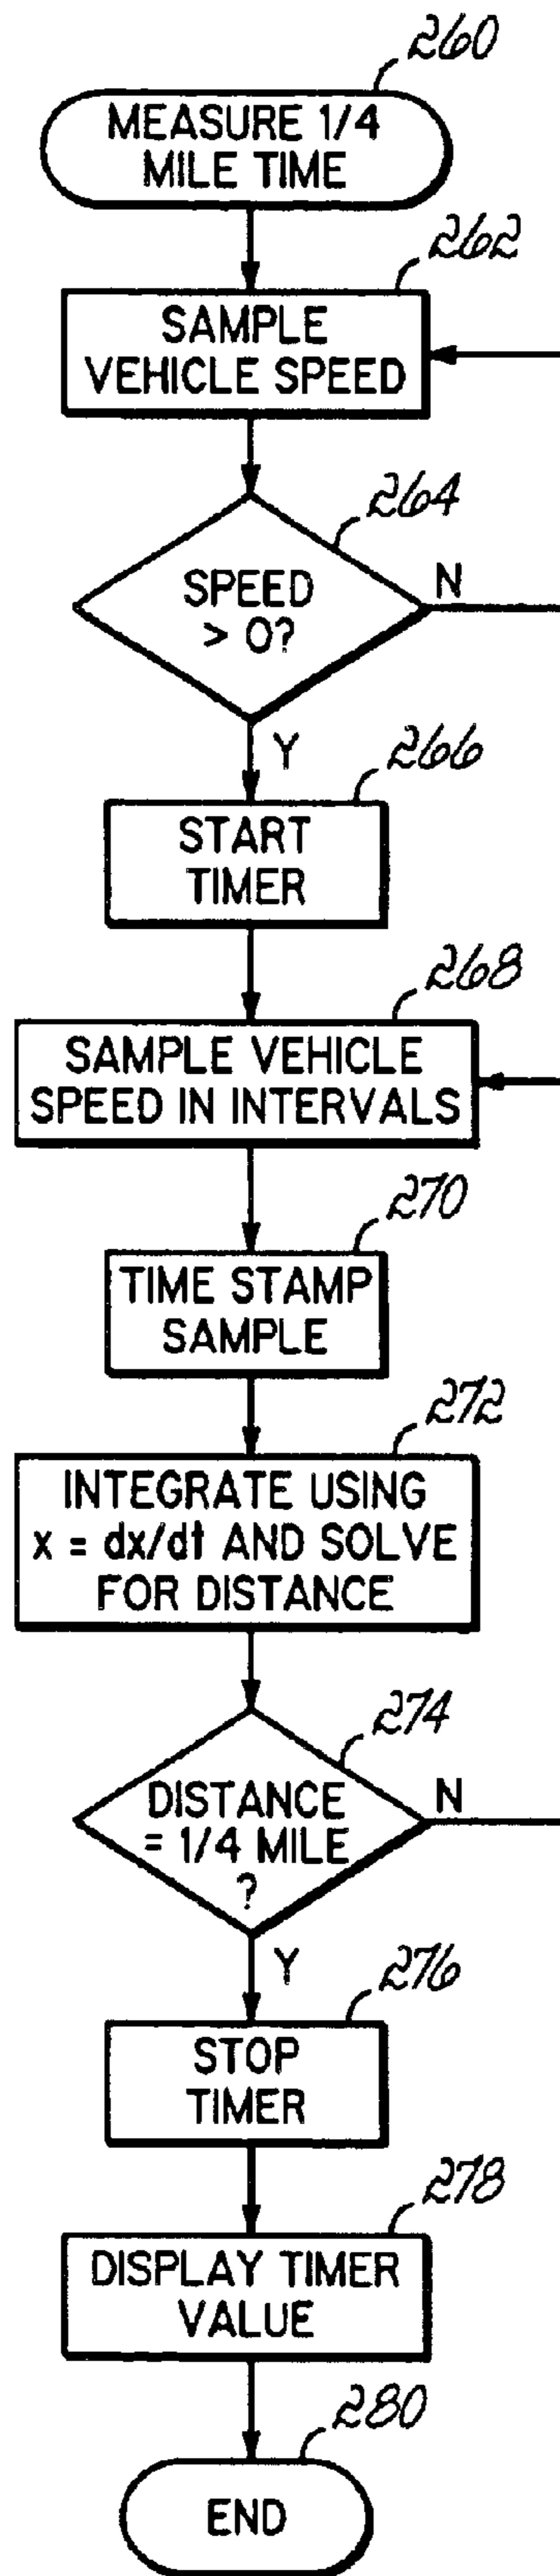 260
MEASURE 1/4
MILE TIME
262
SAMPLE
VEHICLE SPEED
264
SPEED
> 0?
N
Y
266
START
TIMER
268
SAMPLE VEHICLE
SPEED IN INTERVALS
270
TIME STAMP
SAMPLE
272
INTEGRATE USING
x = dx/dt AND SOLVE
FOR DISTANCE
274
DISTANCE
= 1/4 MILE
?
N
Y
276
STOP
TIMER
278
DISPLAY TIMER
VALUE
280
END